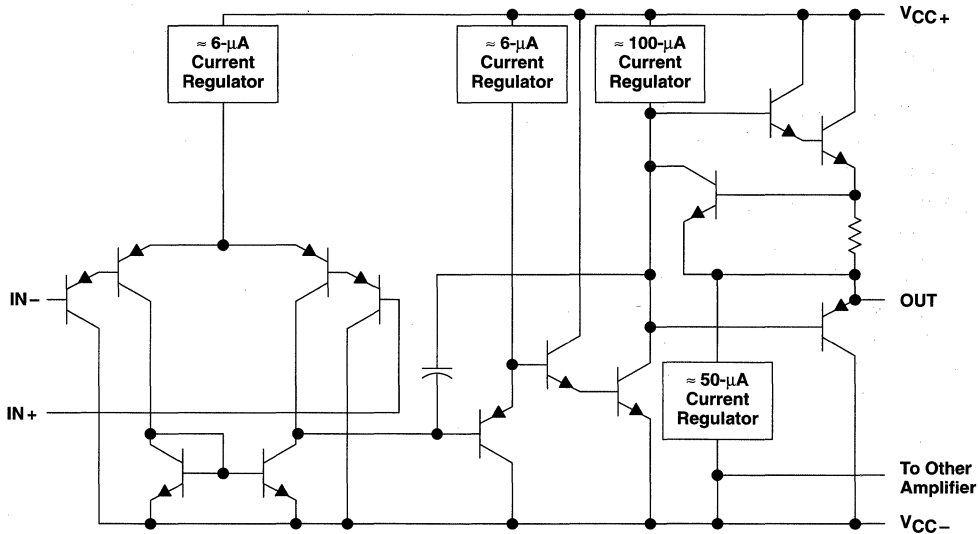 ≈ 6-μA
Current
Regulator
≈ 6-μA
Current
Regulator
≈ 100-μA
Current
Regulator
VCC+
IN−
OUT
≈ 50-μA
Current
Regulator
IN+
To Other
Amplifier
VCC−